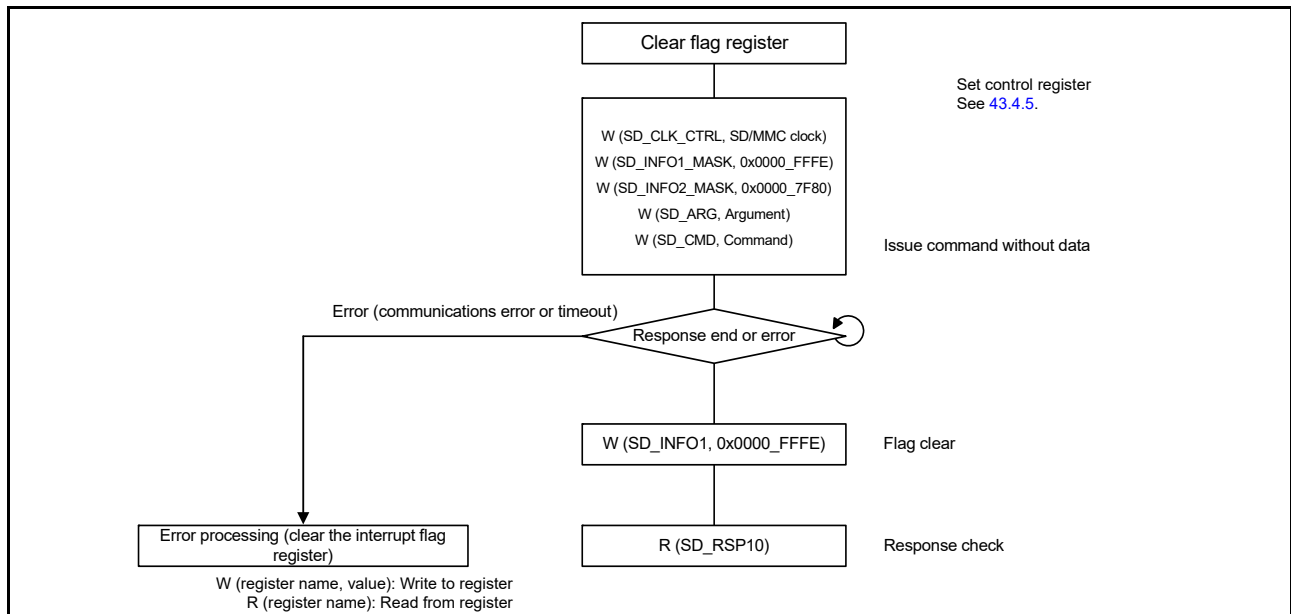 Clear flag register
Set control register
See 43.4.5.
W (SD_CLK_CTRL, SD/MMC clock)
W (SD_INFO1_MASK, 0x0000_FFFE)
W (SD_INFO2_MASK, 0x0000_7F80)
W (SD_ARG, Argument)
W (SD_CMD, Command)
Issue command without data
Error (communications error or timeout)
Response end or error
W (SD_INFO1, 0x0000_FFFE)
Flag clear
Error processing (clear the interrupt flag
register)
R (SD_RSP10)
Response check
W (register name, value): Write to register
R (register name): Read from register